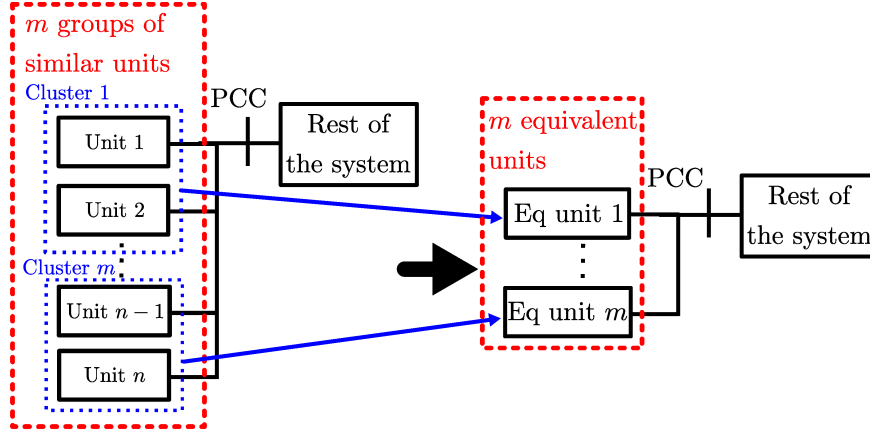 m groups of
similar units
Cluster 1
Unit 1
Unit 2
Cluster m
Unit n − 1
Unit n
PCC
Rest of
the system
m equivalent
units
Eq unit 1
Eq unit m
PCC
Rest of
the system